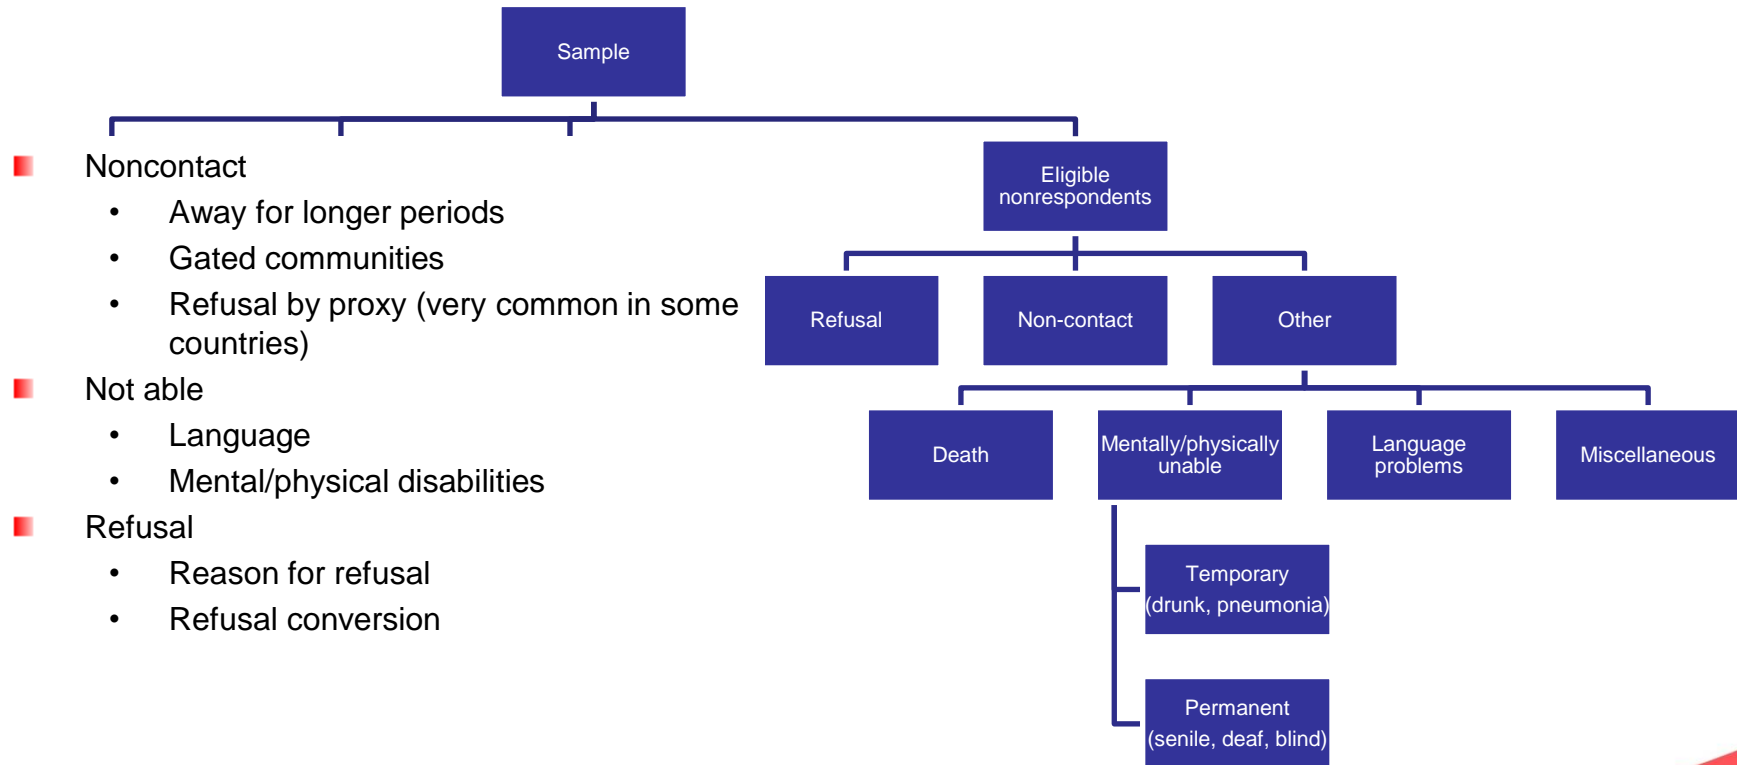 Sample
Noncontact
• Away for longer periods
• Gated communities
• Refusal by proxy (very common in some
countries)
Not able
• Language
• Mental/physical disabilities
Refusal
• Reason for refusal
• Refusal conversion
Eligible
nonrespondents
Refusal
Non-contact
Other
Death
Mentally/physically
unable
Language
problems
Miscellaneous
Temporary
(drunk, pneumonia)
Permanent
(senile, deaf, blind)